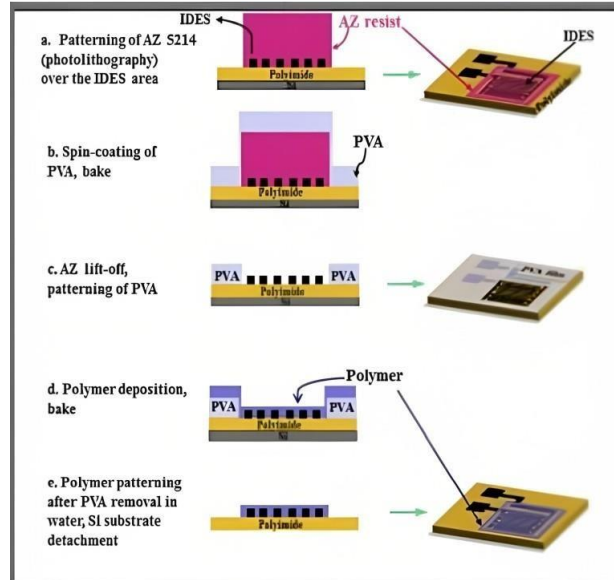 IDES
a. Patterning of AZ 5214
(photolithography)
over the IDES area
AZ resist
IDES
Polyimide
Si
Polyimide
b. Spin-coating of
PVA, bake
PVA
Polyimide
Si
c. AZ lift-off,
patterning of PVA
PVA
PVA
Polyimide
Si
PVA film
d. Polymer deposition,
bake
Polymer
PVA
PVA
Polyimide
Si
e. Polymer patterning
after PVA removal in
water, SI substrate
detachment
Polyimide